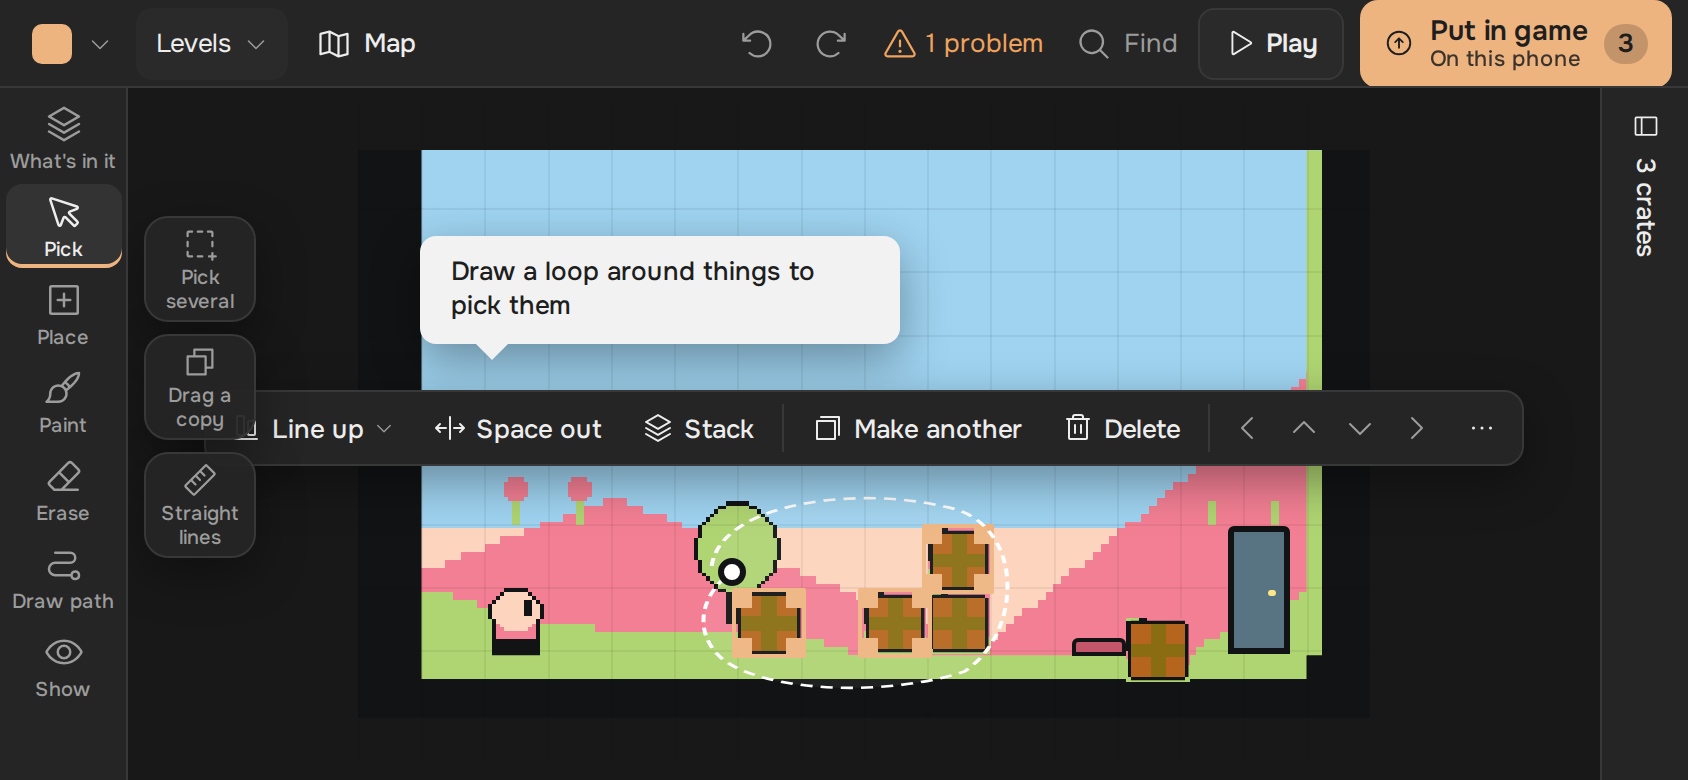 Levels
Map
1 problem
Find
Play
Put in game
On this phone
3
What's in it
Pick
Place
Paint
Erase
Draw path
Show
Pick
several
Drag a
copy
Straight
lines
Draw a loop around things to
pick them
Line up
Space out
Stack
Make another
Delete
3 crates